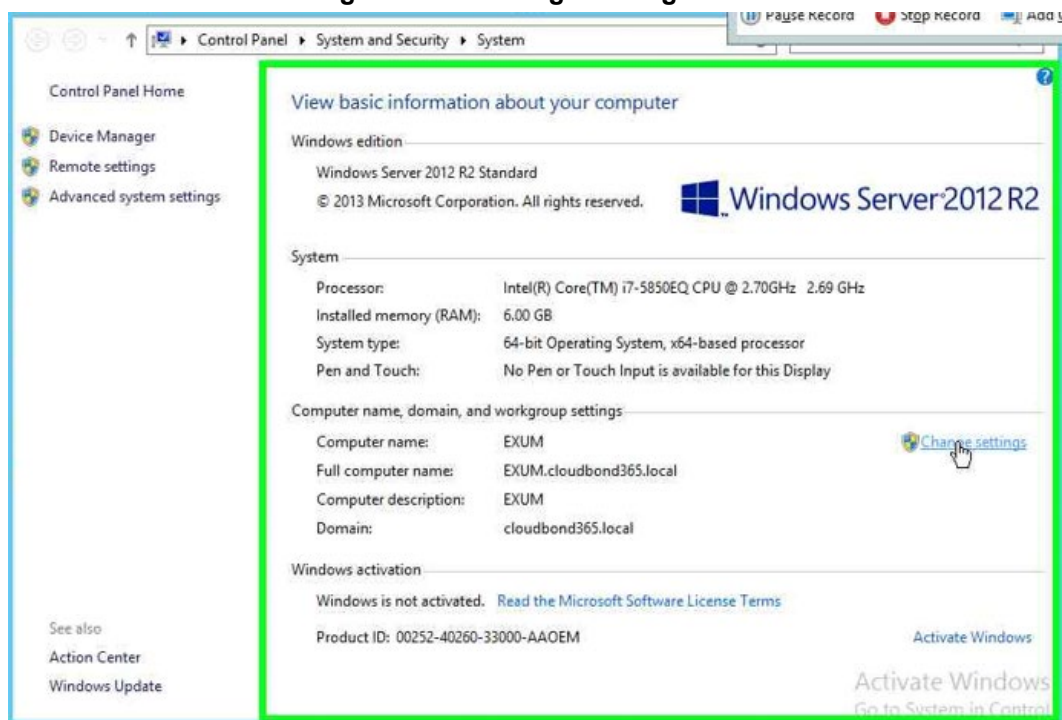 Pause Record Stop Record Add
Control Panel System and Security System
Control Panel Home
Device Manager
Remote settings
Advanced system settings
View basic information about your computer
Windows edition
Windows Server 2012 R2 Standard
© 2013 Microsoft Corporation. All rights reserved.
Windows Server 2012 R2
System
Processor: Intel(R) Core(TM) i7-5850EQ CPU @ 2.70GHz 2.69 GHz
Installed memory (RAM): 6.00 GB
System type: 64-bit Operating System, x64-based processor
Pen and Touch: No Pen or Touch Input is available for this Display
Computer name, domain, and workgroup settings
Computer name: EXUM Change settings
Full computer name: EXUM.cloudbond365.local
Computer description: EXUM
Domain: cloudbond365.local
Windows activation
Windows is not activated. Read the Microsoft Software License Terms
Product ID: 00252-40260-33000-AAOEM Activate Windows
See also
Action Center
Windows Update
Activate Windows
Go to System in Control